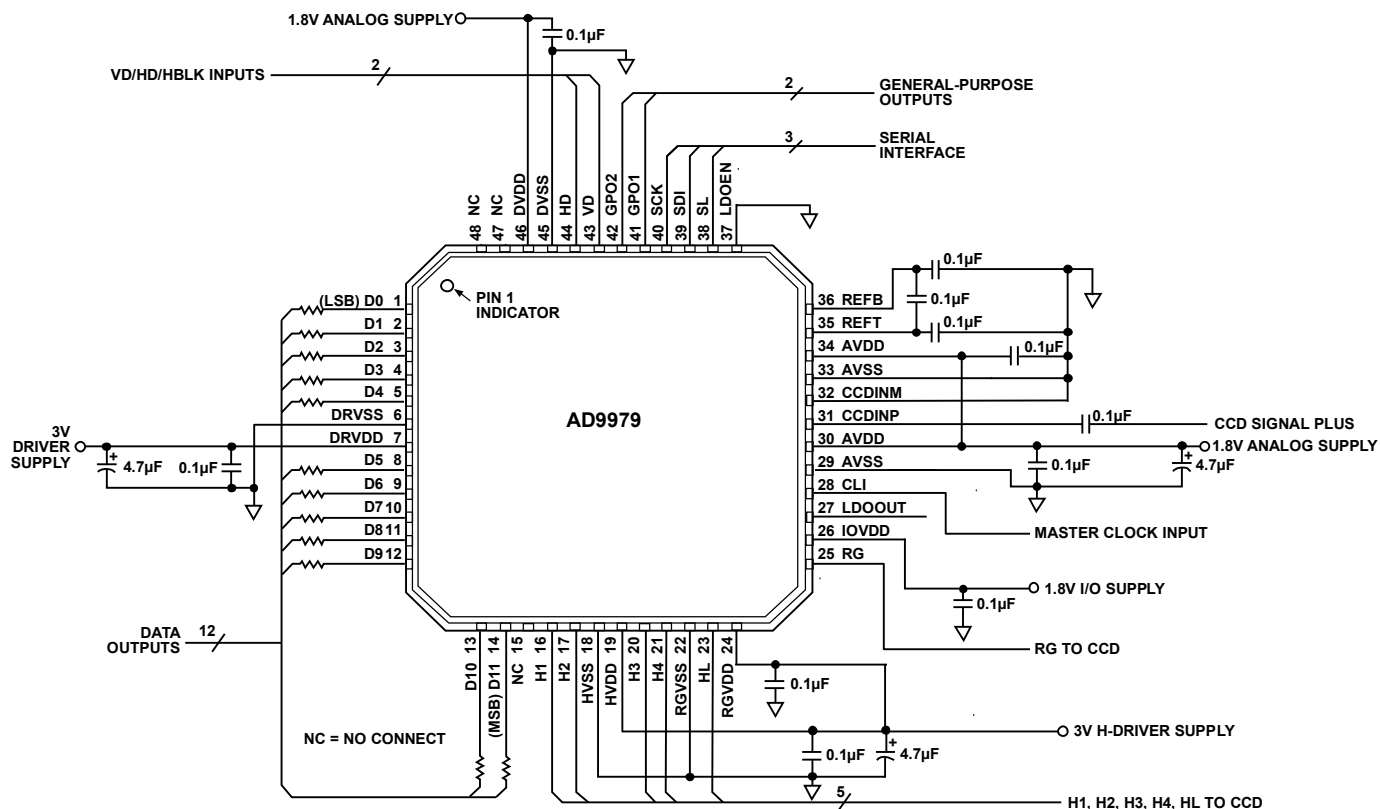 1.8V ANALOG SUPPLY
0.1µF
VD/HD/HBLK INPUTS
2
2
GENERAL-PURPOSE
OUTPUTS
3
SERIAL
INTERFACE
48 NC
47 NC
46 DVDD
45 DVSS
44 HD
43 VD
42 GPO2
41 GPO1
40 SCK
39 SDI
38 SL
37 LDOEN
PIN 1
INDICATOR
AD9979
(LSB) D0 1
D1 2
D2 3
D3 4
D4 5
DRVSS 6
DRVDD 7
D5 8
D6 9
D7 10
D8 11
D9 12
3V
DRIVER
SUPPLY
+
4.7µF
0.1µF
36 REFB
35 REFT
34 AVDD
33 AVSS
32 CCDINM
31 CCDINP
30 AVDD
29 AVSS
28 CLI
27 LDOOUT
26 IOVDD
25 RG
0.1µF
0.1µF
0.1µF
0.1µF
0.1µF
CCD SIGNAL PLUS
1.8V ANALOG SUPPLY
0.1µF
+
4.7µF
MASTER CLOCK INPUT
1.8V I/O SUPPLY
0.1µF
RG TO CCD
DATA
OUTPUTS
12
D10 13
(MSB) D11 14
NC 15
H1 16
H2 17
HVSS 18
HVDD 19
H3 20
H4 21
RGVSS 22
HL 23
RGVDD 24
0.1µF
NC = NO CONNECT
3V H-DRIVER SUPPLY
0.1µF
+
4.7µF
5
H1, H2, H3, H4, HL TO CCD